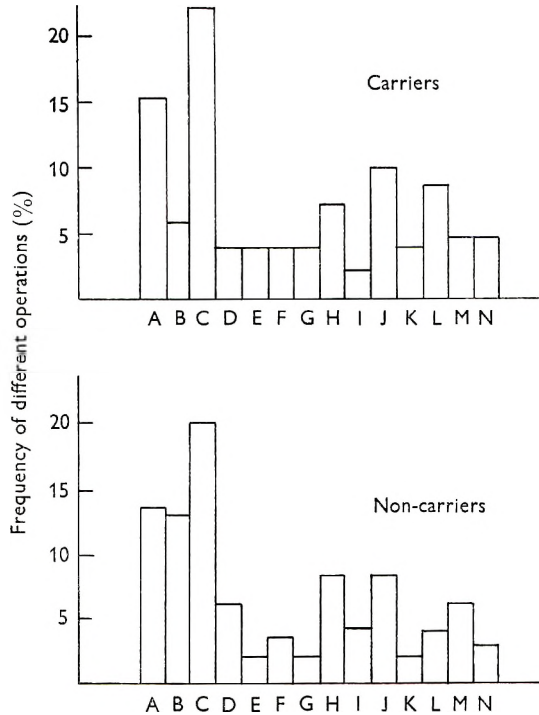 Frequency of different operations (%)
20
15
10
5
Carriers
A B C D E F G H I J K L M N
20
15
10
5
Non-carriers
A B C D E F G H I J K L M N